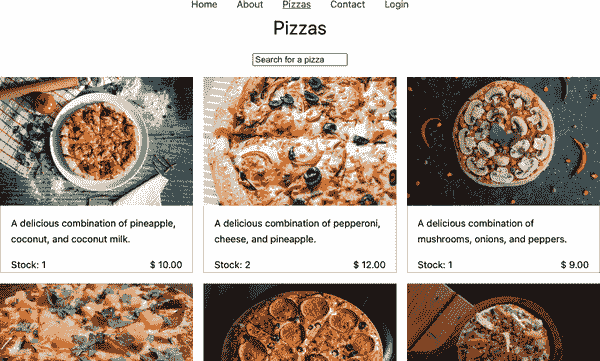 Home About Pizzas Contact Login
Pizzas
Search for a pizza
A delicious combination of pineapple,
coconut, and coconut milk.
Stock: 1 $ 10.00
A delicious combination of pepperoni,
cheese, and pineapple.
Stock: 2 $ 12.00
A delicious combination of
mushrooms, onions, and peppers.
Stock: 1 $ 9.00